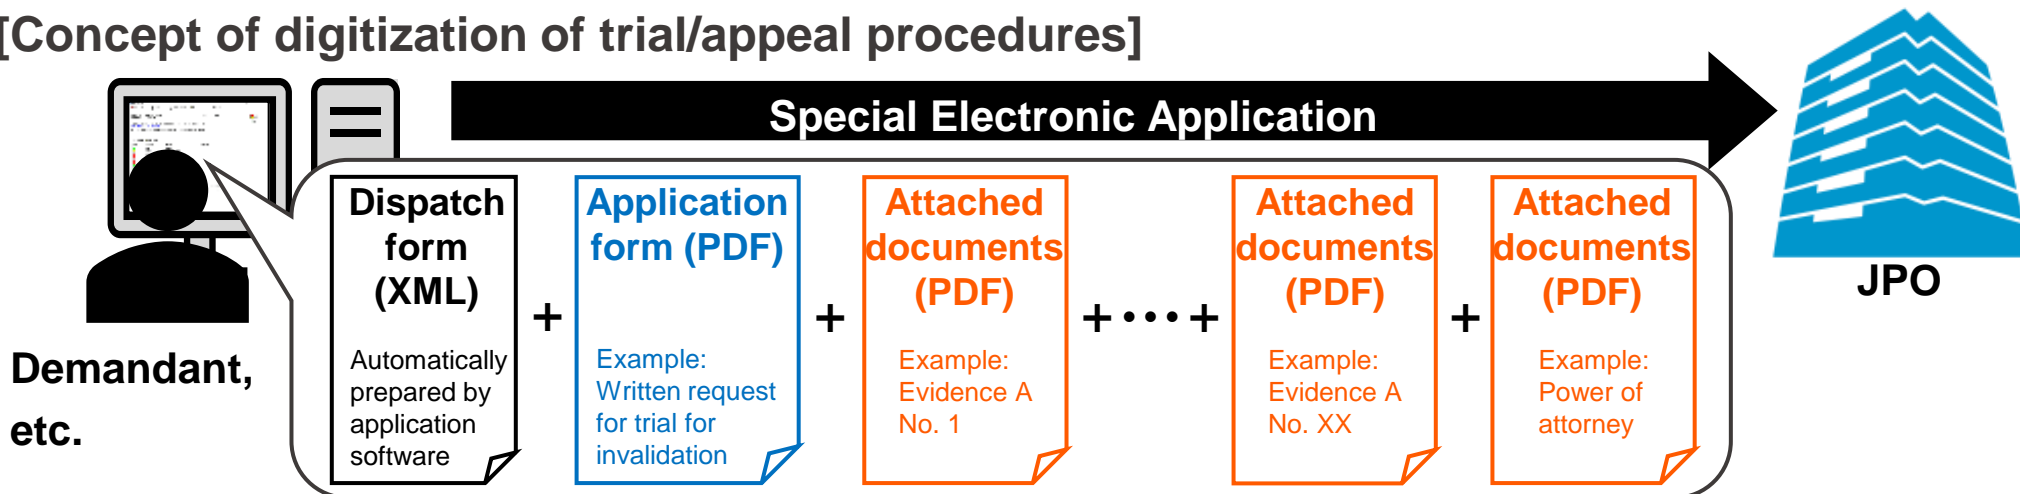 [Concept of digitization of trial/appeal procedures]
Special Electronic Application
Dispatch
form
(XML)
Automatically
prepared by
application
software
+
Application
form (PDF)
Example:
Written request
for trial for
invalidation
+
Attached
documents
(PDF)
Example:
Evidence A
No. 1
+···+
Attached
documents
(PDF)
Example:
Evidence A
No. XX
+
Attached
documents
(PDF)
Example:
Power of
attorney
JPO
Demandant,
etc.